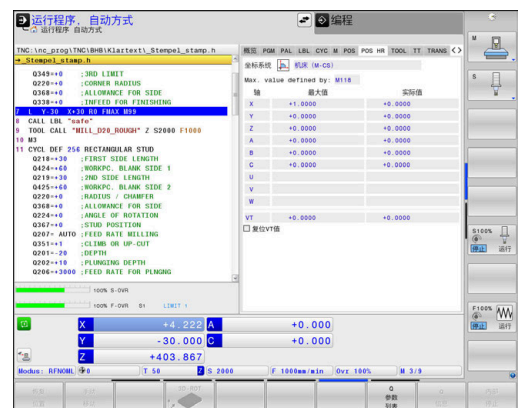 运行程序, 自动方式
运行程序 自动方式
编程
TNC:\nc_prog\TNC\BHB\Klartext\_Stempel_stamp.h
→_Stempel_stamp.h
Q349=+0 ;3RD LIMIT
Q220=+0 ;CORNER RADIUS
Q368=+0 ;ALLOWANCE FOR SIDE
Q338=+0 ;INFEED FOR FINISHING
7 L Y-30 X+30 R0 FMAX M99
8 CALL LBL "safe"
9 TOOL CALL "MILL_D20_ROUGH" Z S2000 F1000
10 M3
11 CYCL DEF 256 RECTANGULAR STUD
Q218=+30 ;FIRST SIDE LENGTH
Q424=+60 ;WORKPC. BLANK SIDE 1
Q219=+30 ;2ND SIDE LENGTH
Q425=+60 ;WORKPC. BLANK SIDE 2
Q220=+0 ;RADIUS / CHAMFER
Q368=+0 ;ALLOWANCE FOR SIDE
Q224=+0 ;ANGLE OF ROTATION
Q367=+0 ;STUD POSITION
Q207= AUTO ;FEED RATE MILLING
Q351=+1 ;CLIMB OR UP-CUT
Q201=-20 ;DEPTH
Q202=+10 ;PLUNGING DEPTH
Q206=+3000 ;FEED RATE FOR PLNGNG
概览 PGM PAL LBL CYC M POS POS HR TOOL TT TRANS
坐标系统 机床 (M-CS)
Max. value defined by: M118
轴 最大值 实际值
X +1.0000 +0.0000
Y +0.0000 +0.0000
Z +0.0000 +0.0000
A +0.0000 +0.0000
B +0.0000 +0.0000
C +0.0000 +0.0000
U
V
W
VT +0.0000 +0.0000
复位VT值
100% S-OVR
100% F-OVR S1 LIMIT 1
X +4.222 A +0.000
Y -30.000 C +0.000
Z +403.867
Modus: RFNOML 0 T 50 Z S 2000 F 1000mm/min Ovr 100% M 3/9
M
S
S100%
停止 运行
F100%
停止 运行
3D ROT
Q
参数
列表